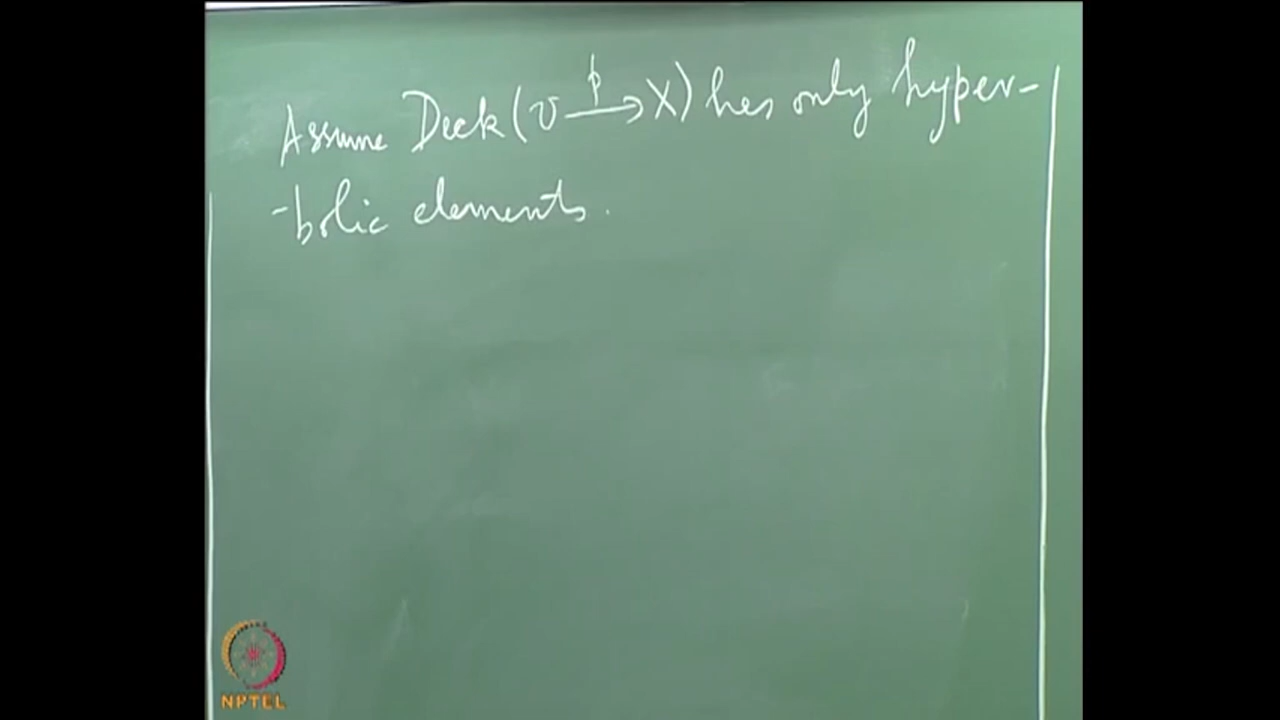 Assume Deck(U →^p X) has only hyper-
-bolic elements.
NPTEL